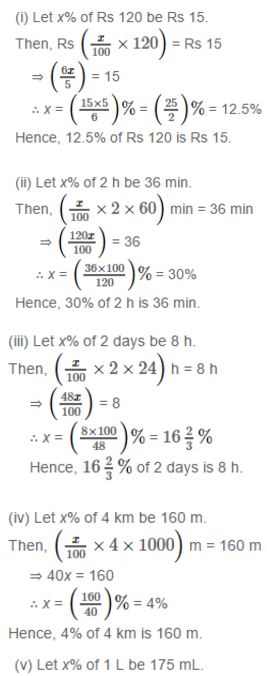 (i) Let x% of Rs 120 be Rs 15.
Then, Rs (x/100 × 120) = Rs 15
⇒ (6x/5) = 15
∴ x = (15×5/6)% = (25/2)% = 12.5%
Hence, 12.5% of Rs 120 is Rs 15.
(ii) Let x% of 2 h be 36 min.
Then, (x/100 × 2 × 60) min = 36 min
⇒ (120x/100) = 36
∴ x = (36×100/120)% = 30%
Hence, 30% of 2 h is 36 min.
(iii) Let x% of 2 days be 8 h.
Then, (x/100 × 2 × 24) h = 8 h
⇒ (48x/100) = 8
∴ x = (8×100/48)% = 16 2/3 %
Hence, 16 2/3 % of 2 days is 8 h.
(iv) Let x% of 4 km be 160 m.
Then, (x/100 × 4 × 1000) m = 160 m
⇒ 40x = 160
∴ x = (160/40)% = 4%
Hence, 4% of 4 km is 160 m.
(v) Let x% of 1 L be 175 mL.